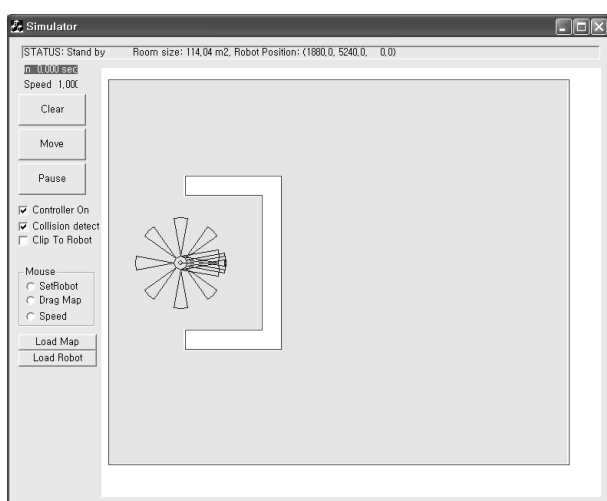 Simulator
STATUS: Stand by Room size: 114,04 m2, Robot Position: (1880,0, 5240,0, 0,0)
n 0,000 sec
Speed 1,000
Clear
Move
Pause
Controller On
Collision detect
Clip To Robot
Mouse
SetRobot
Drag Map
Speed
Load Map
Load Robot